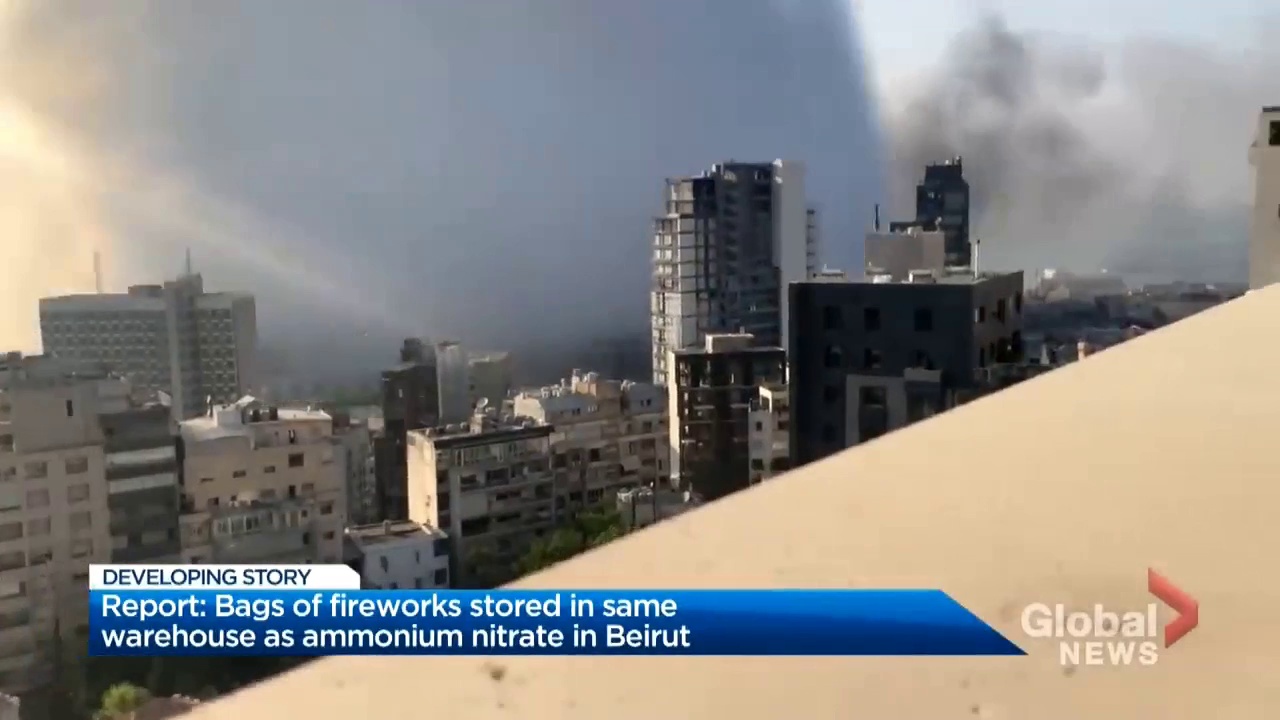 DEVELOPING STORY
Report: Bags of fireworks stored in same
warehouse as ammonium nitrate in Beirut
Global
NEWS